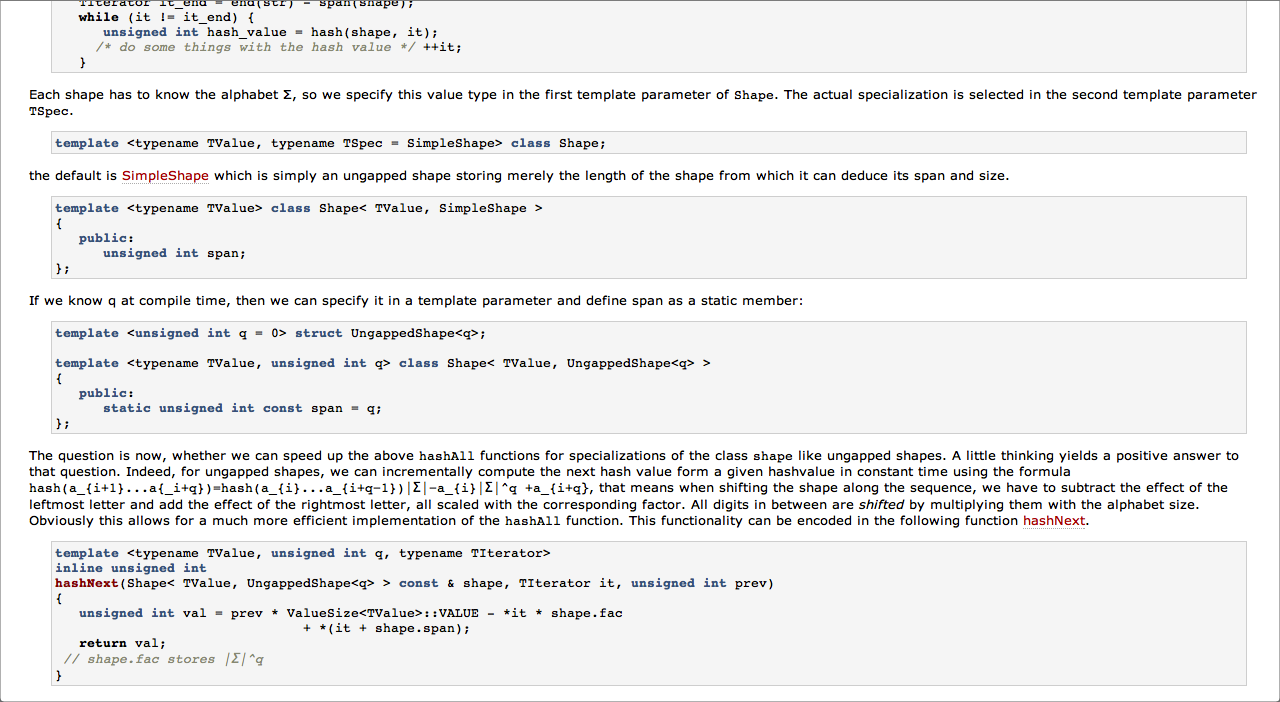 TIterator it_end = end(str) - span(shape);
while (it != it_end) {
unsigned int hash_value = hash(shape, it);
/* do some things with the hash value */ ++it;
}
Each shape has to know the alphabet Σ, so we specify this value type in the first template parameter of Shape. The actual specialization is selected in the second template parameter
TSpec.
template <typename TValue, typename TSpec = SimpleShape> class Shape;
the default is SimpleShape which is simply an ungapped shape storing merely the length of the shape from which it can deduce its span and size.
template <typename TValue> class Shape< TValue, SimpleShape >
{
public:
unsigned int span;
};
If we know q at compile time, then we can specify it in a template parameter and define span as a static member:
template <unsigned int q = 0> struct UngappedShape<q>;
template <typename TValue, unsigned int q> class Shape< TValue, UngappedShape<q> >
{
public:
static unsigned int const span = q;
};
The question is now, whether we can speed up the above hashAll functions for specializations of the class shape like ungapped shapes. A little thinking yields a positive answer to
that question. Indeed, for ungapped shapes, we can incrementally compute the next hash value form a given hashvalue in constant time using the formula
hash(a_{i+1}...a{_i+q})=hash(a_{i}...a_{i+q-1})|Σ|-a_{i}|Σ|^q +a_{i+q}, that means when shifting the shape along the sequence, we have to subtract the effect of the
leftmost letter and add the effect of the rightmost letter, all scaled with the corresponding factor. All digits in between are shifted by multiplying them with the alphabet size.
Obviously this allows for a much more efficient implementation of the hashAll function. This functionality can be encoded in the following function hashNext.
template <typename TValue, unsigned int q, typename TIterator>
inline unsigned int
hashNext(Shape< TValue, UngappedShape<q> > const & shape, TIterator it, unsigned int prev)
{
unsigned int val = prev * ValueSize<TValue>::VALUE - *it * shape.fac
+ *(it + shape.span);
return val;
// shape.fac stores |Σ|^q
}